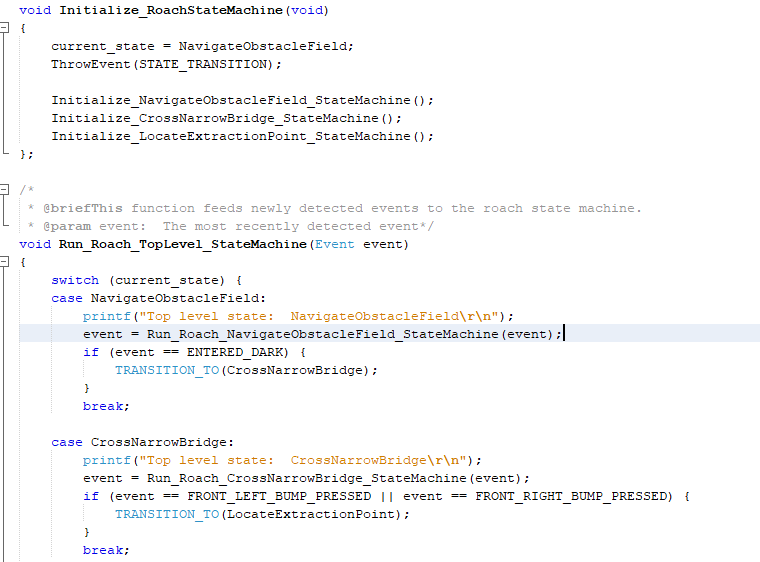 void Initialize_RoachStateMachine(void)
{
    current_state = NavigateObstacleField;
    ThrowEvent(STATE_TRANSITION);

    Initialize_NavigateObstacleField_StateMachine();
    Initialize_CrossNarrowBridge_StateMachine();
    Initialize_LocateExtractionPoint_StateMachine();
};

/*
 * @briefThis function feeds newly detected events to the roach state machine.
 * @param event:  The most recently detected event*/
void Run_Roach_TopLevel_StateMachine(Event event)
{
    switch (current_state) {
    case NavigateObstacleField:
        printf("Top level state:  NavigateObstacleField\r\n");
        event = Run_Roach_NavigateObstacleField_StateMachine(event);
        if (event == ENTERED_DARK) {
            TRANSITION_TO(CrossNarrowBridge);
        }
        break;

    case CrossNarrowBridge:
        printf("Top level state:  CrossNarrowBridge\r\n");
        event = Run_Roach_CrossNarrowBridge_StateMachine(event);
        if (event == FRONT_LEFT_BUMP_PRESSED || event == FRONT_RIGHT_BUMP_PRESSED) {
            TRANSITION_TO(LocateExtractionPoint);
        }
        break;